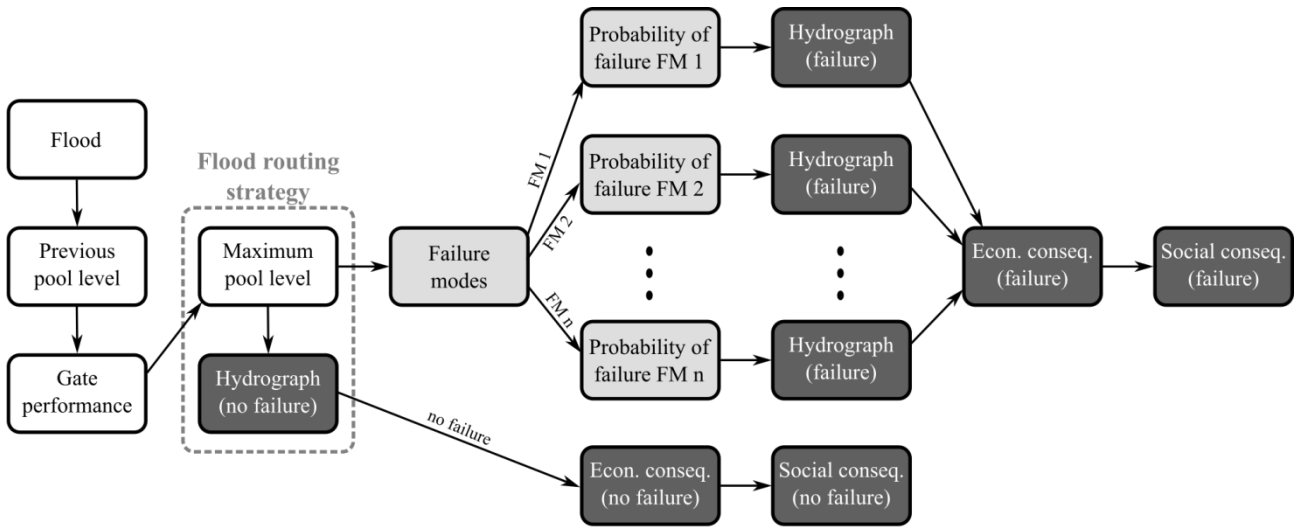 Flood
Previous
pool level
Gate
performance
Flood routing
strategy
Maximum
pool level
Hydrograph
(no failure)
Failure
modes
FM 1
FM 2
FM n
no failure
Probability of
failure FM 1
Hydrograph
(failure)
Probability of
failure FM 2
Hydrograph
(failure)
Probability of
failure FM n
Hydrograph
(failure)
Econ. conseq.
(failure)
Social conseq.
(failure)
Econ. conseq.
(no failure)
Social conseq.
(no failure)